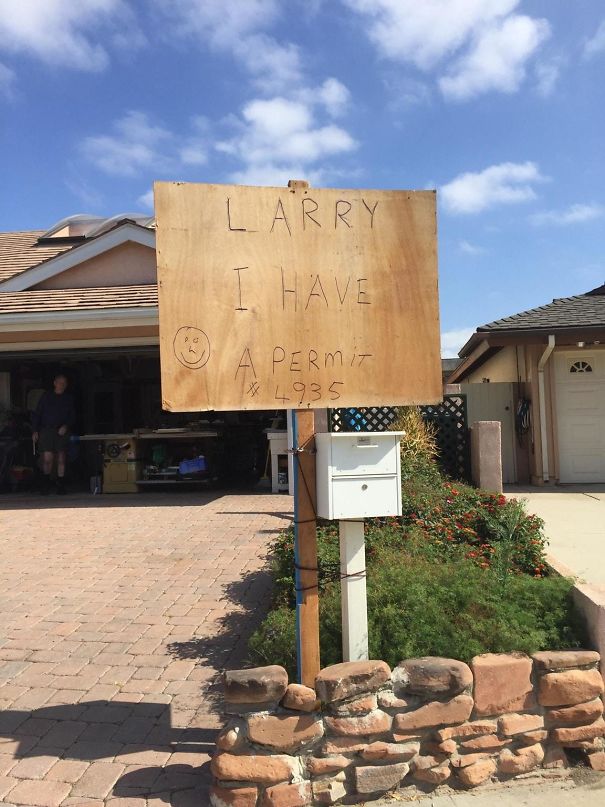 LARRY
I HAVE
A PERMIT
# 4935